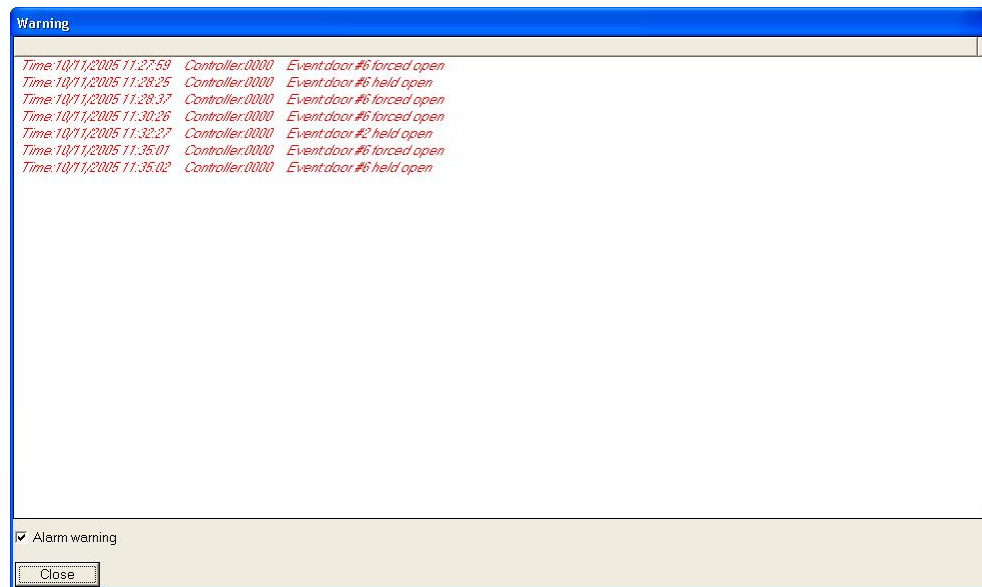 Warning
Time:10/11/2005 11:27:59 Controller:0000 Event:door #6 forced open
Time:10/11/2005 11:28:25 Controller:0000 Event:door #6 held open
Time:10/11/2005 11:28:37 Controller:0000 Event:door #6 forced open
Time:10/11/2005 11:30:26 Controller:0000 Event:door #6 forced open
Time:10/11/2005 11:32:27 Controller:0000 Event:door #2 held open
Time:10/11/2005 11:35:01 Controller:0000 Event:door #6 forced open
Time:10/11/2005 11:35:02 Controller:0000 Event:door #6 held open
Alarm warning
Close